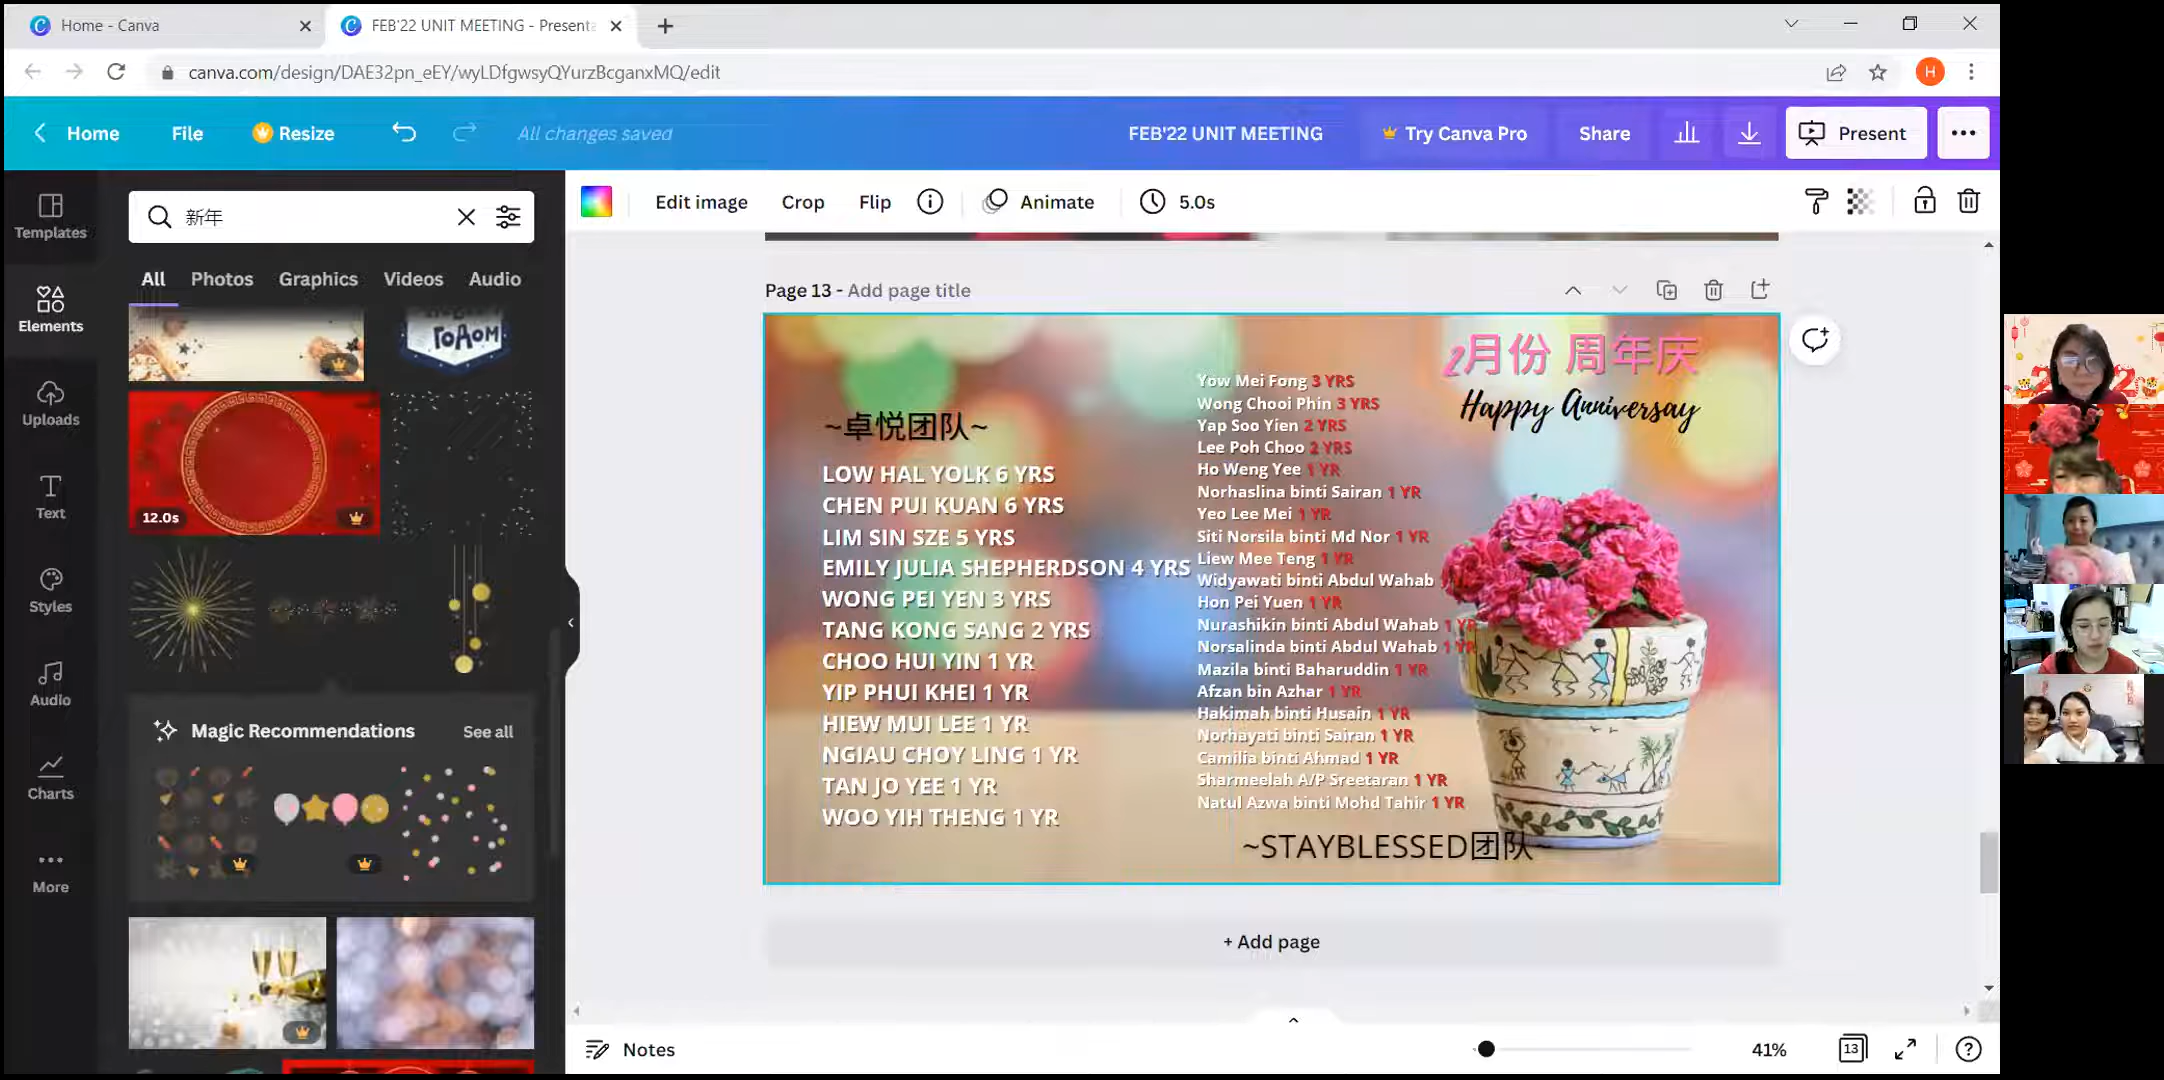 Home - Canva
FEB'22 UNIT MEETING - Presenta
canva.com/design/DAE32pn_eEY/wyLDfgwsyQYurzBcganxMQ/edit
H
Home
File
Resize
All changes saved
FEB'22 UNIT MEETING
Try Canva Pro
Share
Present
Templates
Elements
Uploads
Text
Styles
Audio
Charts
More
新年
All
Photos
Graphics
Videos
Audio
ГОДОМ
12.0s
Magic Recommendations
See all
Edit image
Crop
Flip
Animate
5.0s
Page 13 - Add page title
2月份 周年庆
Happy Anniversay
~卓悦团队~
LOW HAL YOLK 6 YRS
CHEN PUI KUAN 6 YRS
LIM SIN SZE 5 YRS
EMILY JULIA SHEPHERDSON 4 YRS
WONG PEI YEN 3 YRS
TANG KONG SANG 2 YRS
CHOO HUI YIN 1 YR
YIP PHUI KHEI 1 YR
HIEW MUI LEE 1 YR
NGIAU CHOY LING 1 YR
TAN JO YEE 1 YR
WOO YIH THENG 1 YR
Yow Mei Fong 3 YRS
Wong Chooi Phin 3 YRS
Yap Soo Yien 2 YRS
Lee Poh Choo 2 YRS
Ho Weng Yee 1 YR
Norhaslina binti Sairan 1 YR
Yeo Lee Mei 1 YR
Siti Norsila binti Md Nor 1 YR
Liew Mee Teng 1 YR
Widyawati binti Abdul Wahab
Hon Pei Yuen 1 YR
Nurashikin binti Abdul Wahab 1 YR
Norsalinda binti Abdul Wahab 1 YR
Mazila binti Baharuddin 1 YR
Afzan bin Azhar 1 YR
Hakimah binti Husain 1 YR
Norhayati binti Sairan 1 YR
Camilia binti Ahmad 1 YR
Sharmeelah A/P Sreetaran 1 YR
Natul Azwa binti Mohd Tahir 1 YR
~STAYBLESSED团队
+ Add page
Notes
41%
13